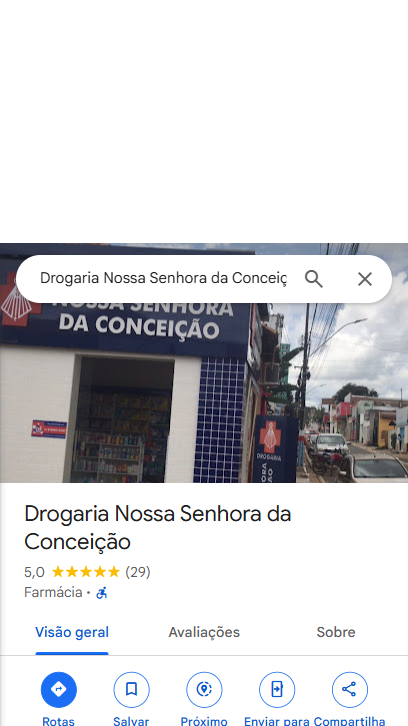 Drogaria Nossa Senhora da Conceiç
NOSSA SENHORA
DA CONCEIÇÃO
DROGARIA
Drogaria Nossa Senhora da
Conceição
5,0 ★★★★★ (29)
Farmácia ·
Visão geral Avaliações Sobre
Rotas Salvar Próximo Enviar para Compartilha